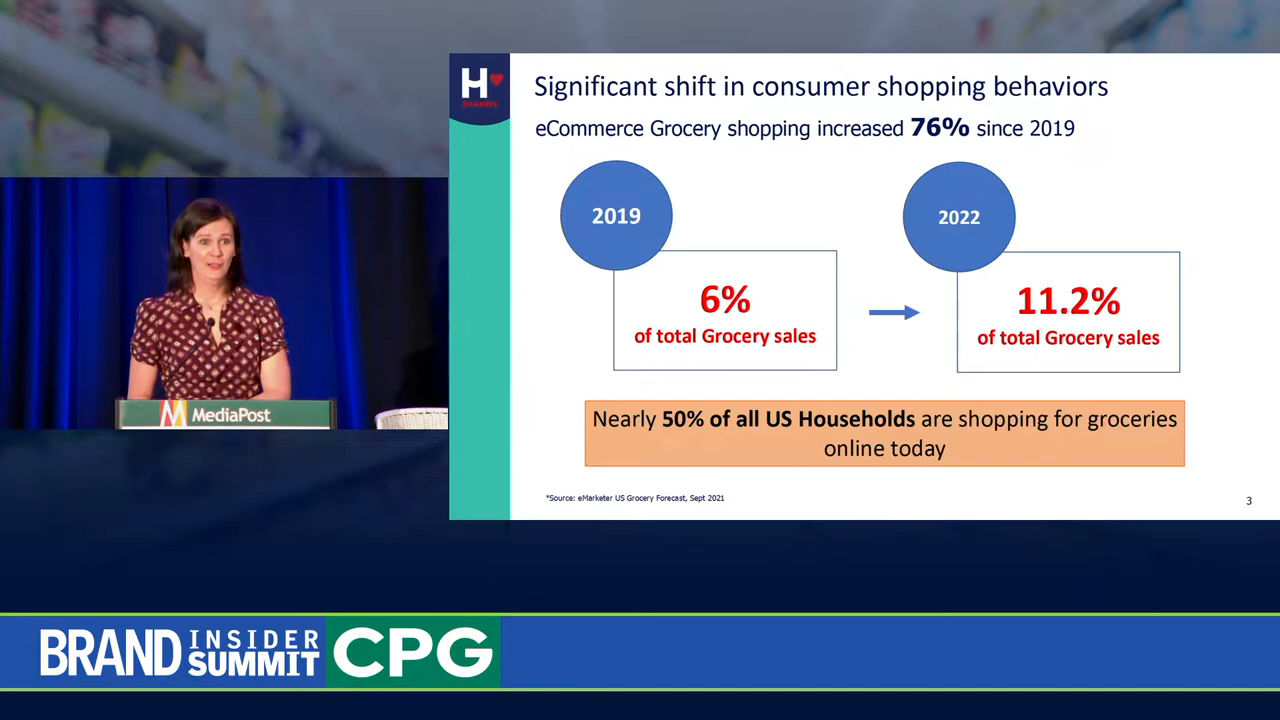 H
BRANDS
Significant shift in consumer shopping behaviors
eCommerce Grocery shopping increased 76% since 2019
2019
2022
6%
of total Grocery sales
11.2%
of total Grocery sales
Nearly 50% of all US Households are shopping for groceries
online today
*Source: eMarketer US Grocery Forecast, Sept 2021
3
MediaPost
BRAND INSIDER SUMMIT CPG